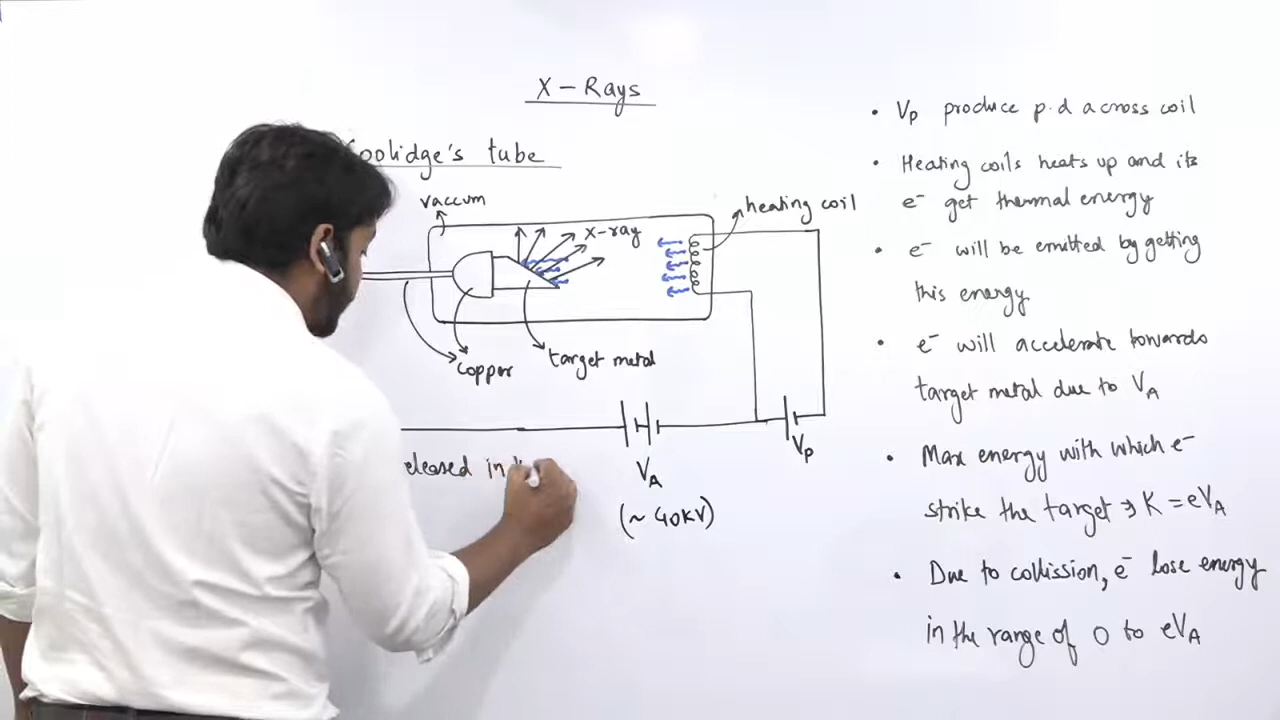 X - Rays
Coolidge's tube
vaccum
heating coil
x-ray
copper
target metal
eleased in
VA
(~ 40KV)
Vp
• Vp produce p.d across coil
• Heating coils heats up and its
e⁻ get thermal energy
• e⁻ will be emitted by getting
this energy
• e⁻ will accelerate towards
target metal due to VA
• Max energy with which e⁻
strike the target ⇒ K = eVA
• Due to collission, e⁻ lose energy
in the range of 0 to eVA